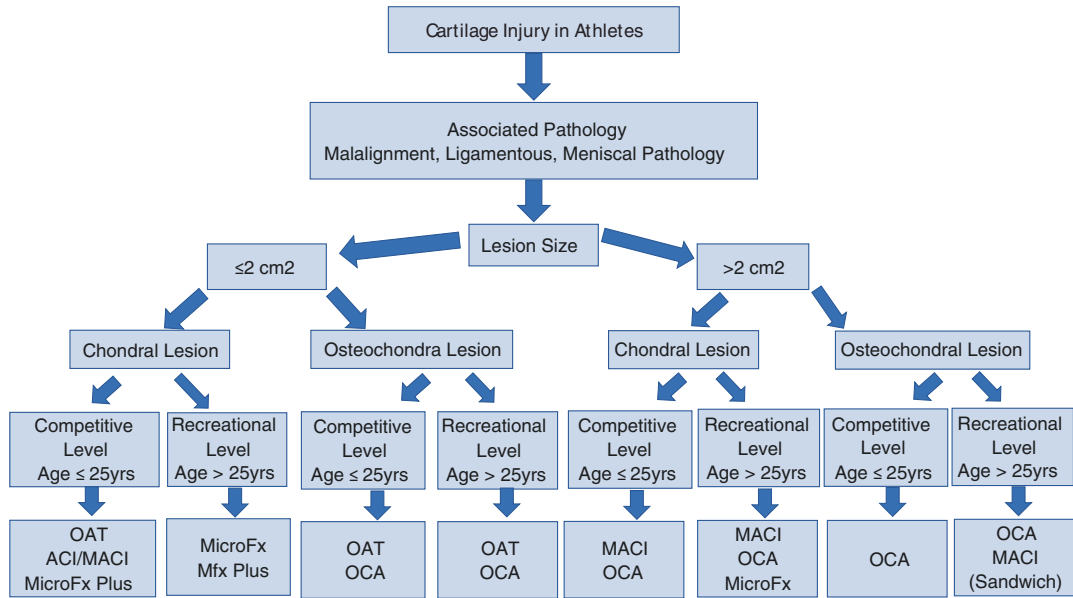 Cartilage Injury in Athletes
Associated Pathology
Malalignment, Ligamentous, Meniscal Pathology
Lesion Size
≤2 cm2
>2 cm2
Chondral Lesion
Osteochondra Lesion
Chondral Lesion
Osteochondral Lesion
Competitive
Level
Age ≤ 25yrs
Recreational
Level
Age > 25yrs
Competitive
Level
Age ≤ 25yrs
Recreational
Level
Age > 25yrs
Competitive
Level
Age ≤ 25yrs
Recreational
Level
Age > 25yrs
Competitive
Level
Age ≤ 25yrs
Recreational
Level
Age > 25yrs
OAT
ACI/MACI
MicroFx Plus
MicroFx
Mfx Plus
OAT
OCA
OAT
OCA
MACI
OCA
MACI
OCA
MicroFx
OCA
OCA
MACI
(Sandwich)